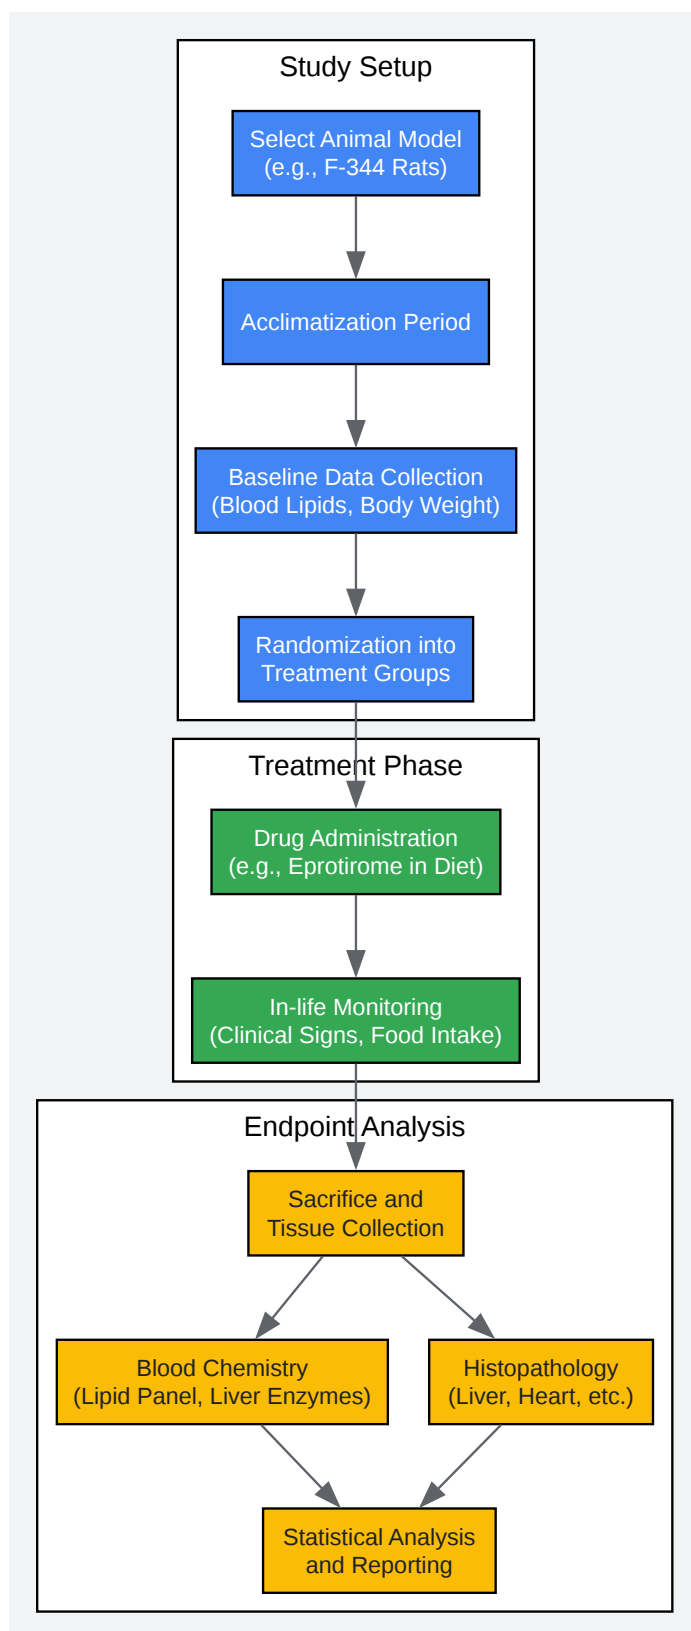 Study Setup
Select Animal Model
(e.g., F-344 Rats)
Acclimatization Period
Baseline Data Collection
(Blood Lipids, Body Weight)
Randomization into
Treatment Groups
Treatment Phase
Drug Administration
(e.g., Eprotirome in Diet)
In-life Monitoring
(Clinical Signs, Food Intake)
Endpoint Analysis
Sacrifice and
Tissue Collection
Blood Chemistry
(Lipid Panel, Liver Enzymes)
Histopathology
(Liver, Heart, etc.)
Statistical Analysis
and Reporting